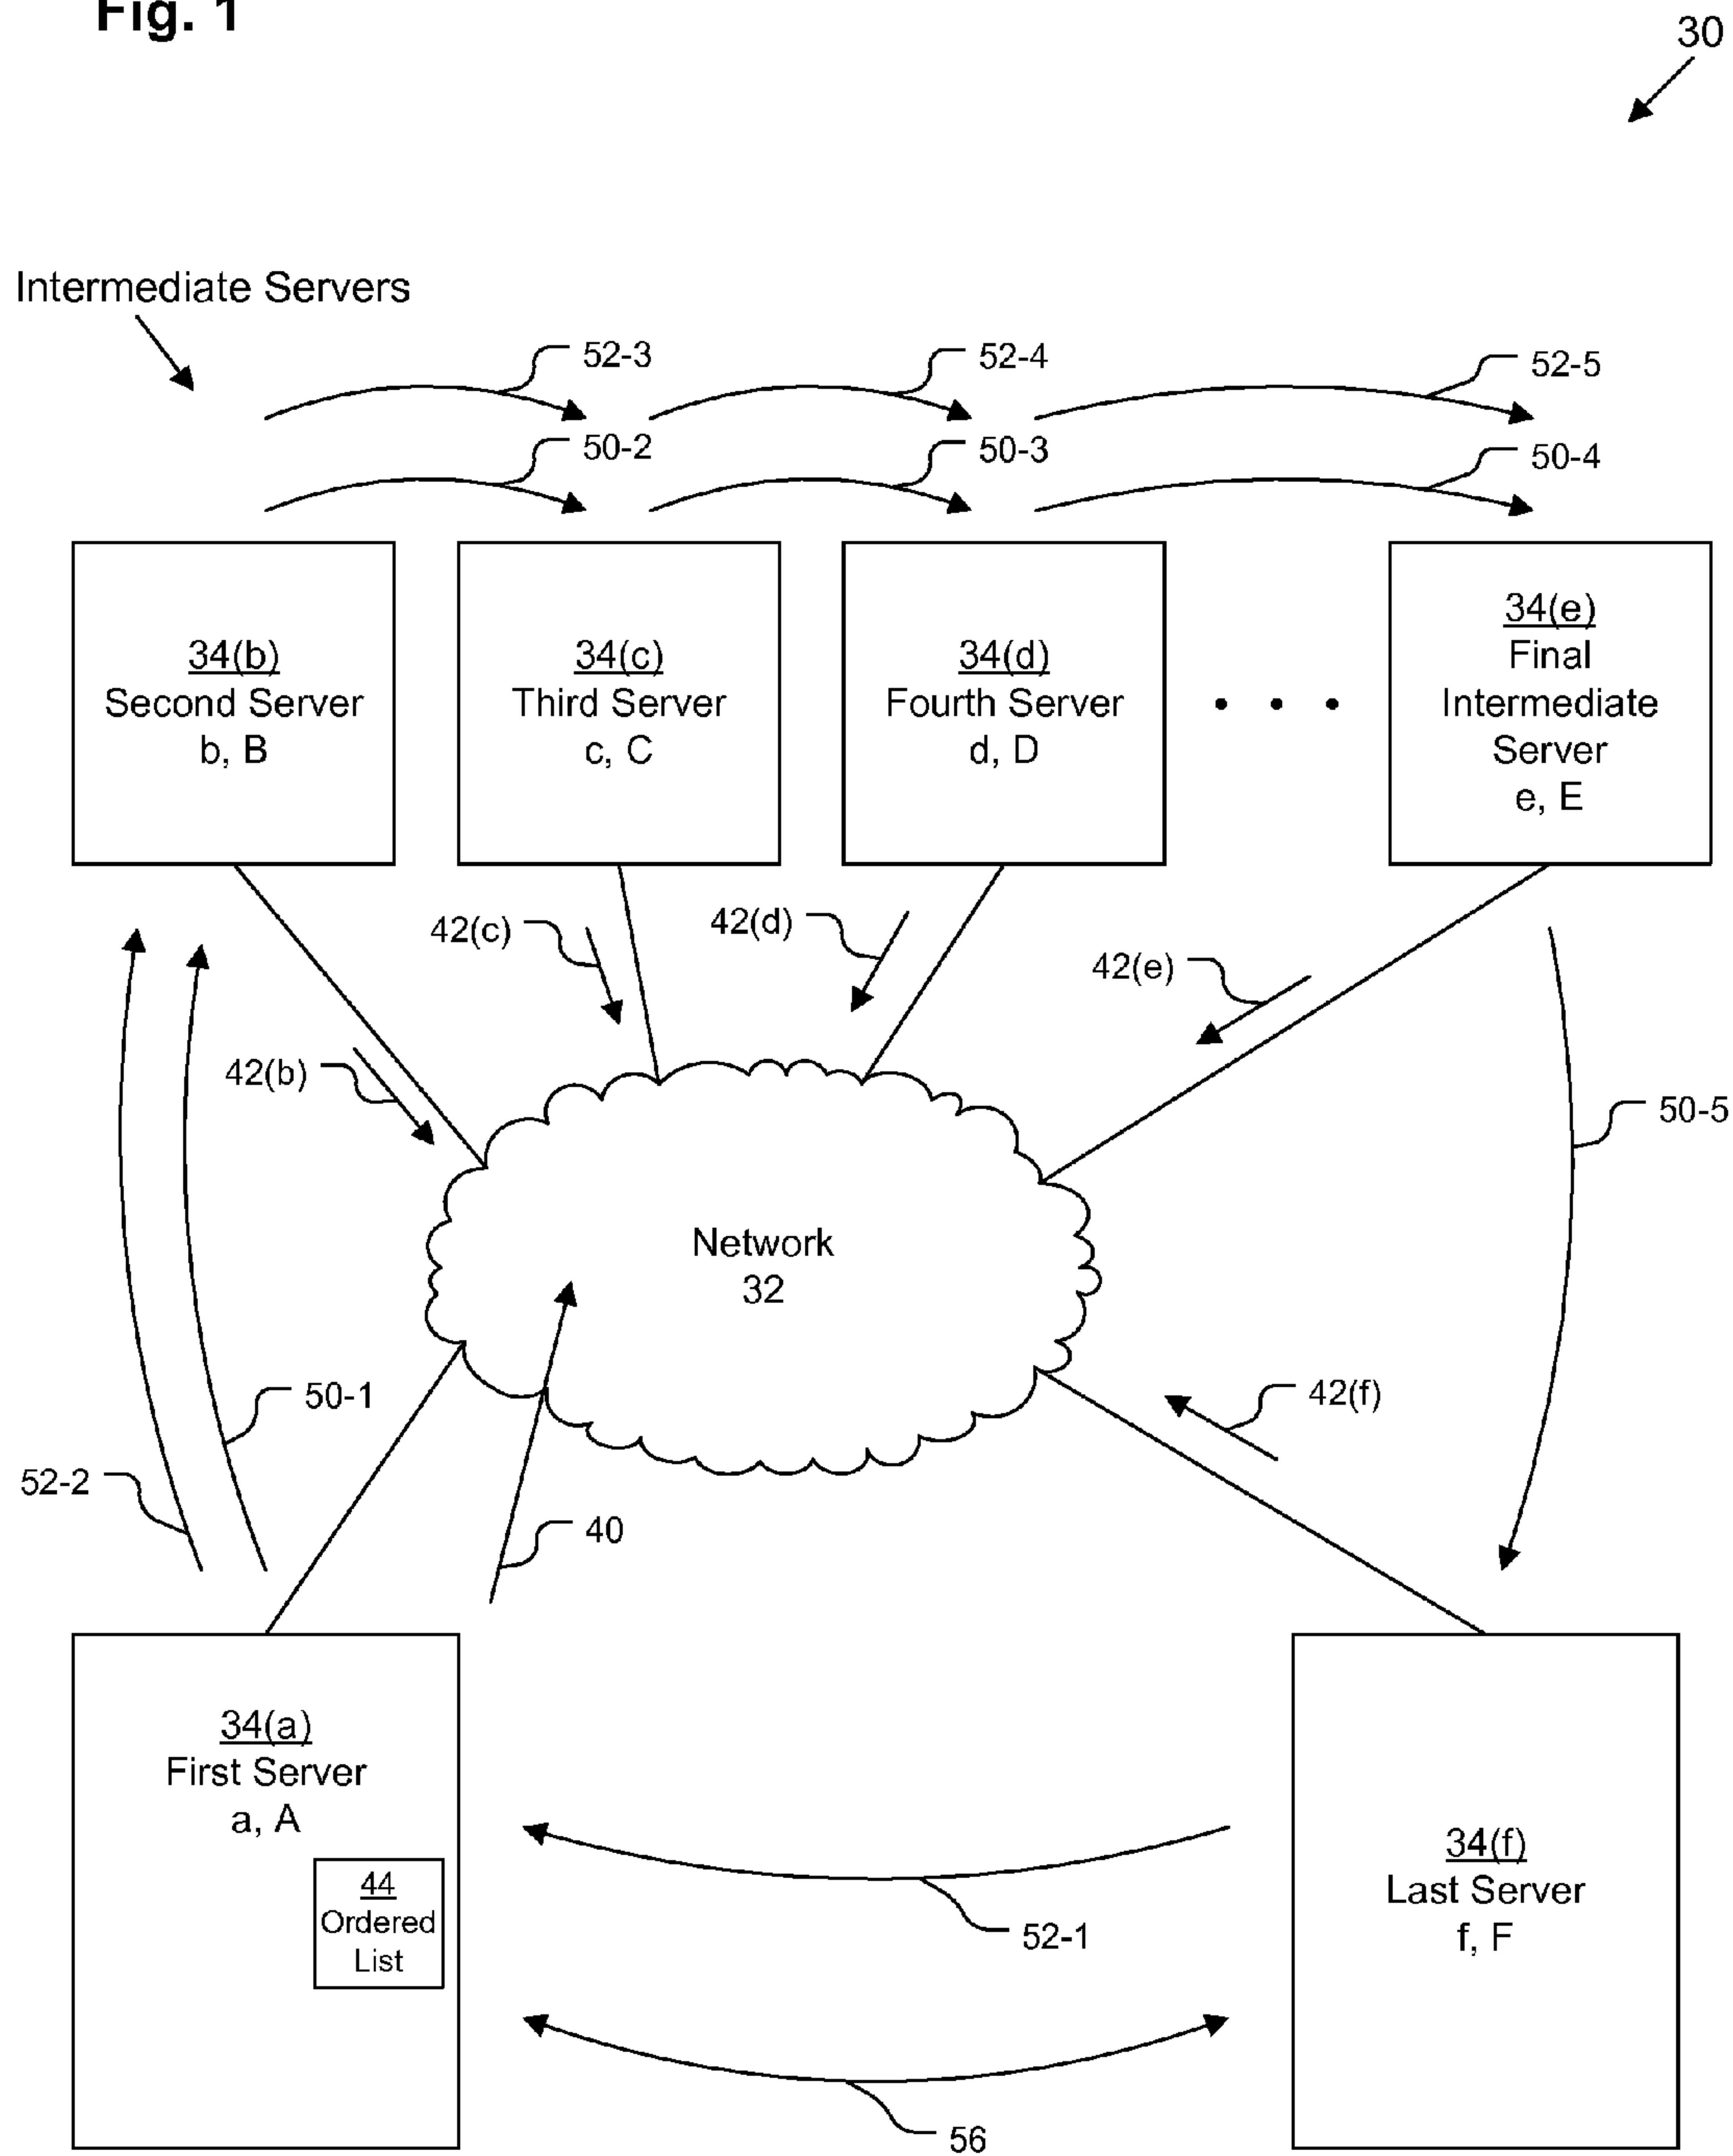 Fig. 1
30
Intermediate Servers
52-3
52-4
52-5
50-2
50-3
50-4
34(b)
Second Server
b, B
34(c)
Third Server
c, C
34(d)
Fourth Server
d, D
34(e)
Final
Intermediate
Server
e, E
42(c)
42(d)
42(e)
42(b)
50-5
Network
32
50-1
42(f)
52-2
40
34(a)
First Server
a, A
44
Ordered
List
34(f)
Last Server
f, F
52-1
56